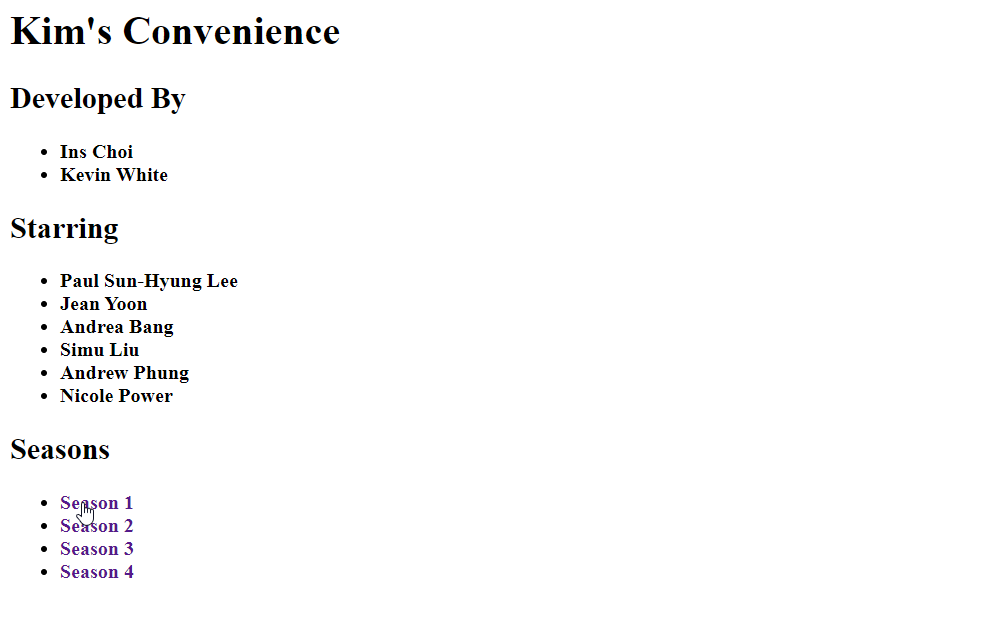 Kim's Convenience
Developed By
Ins Choi
Kevin White
Starring
Paul Sun-Hyung Lee
Jean Yoon
Andrea Bang
Simu Liu
Andrew Phung
Nicole Power
Seasons
Season 1
Season 2
Season 3
Season 4